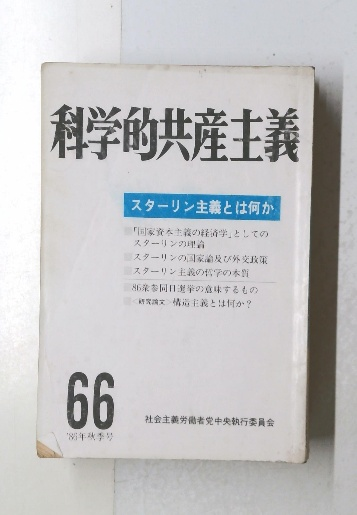 科学的共産主義
スターリン主義とは何か
「国家資本主義の経済学」としての
スターリンの理論
スターリンの国家論及び外交政策
スターリン主義の哲学の本質
86衆参同日選挙の意味するもの
<研究論文>構造主義とは何か?
66
'86年秋季号
社会主義労働者党中央執行委員会